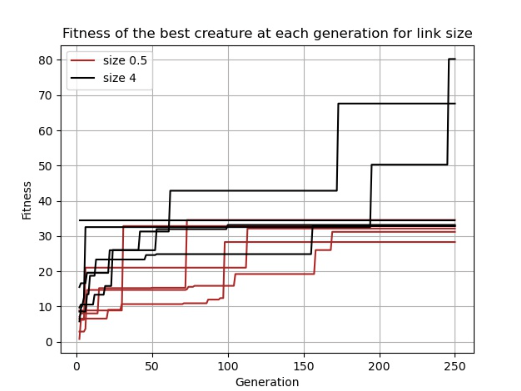 Fitness of the best creature at each generation for link size
size 0.5
size 4
80
70
60
50
40
30
20
10
0
Fitness
0 50 100 150 200 250
Generation